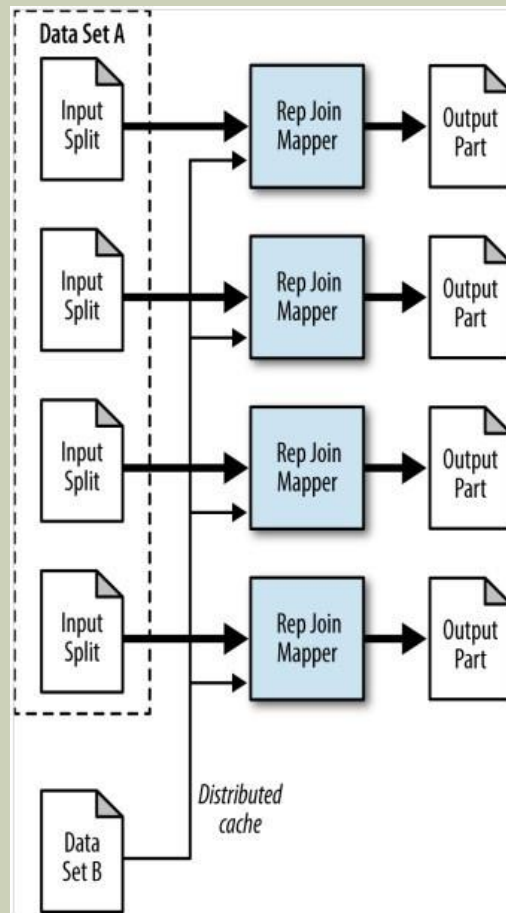 Data Set A
Input
Split
Rep Join
Mapper
Output
Part
Input
Split
Rep Join
Mapper
Output
Part
Input
Split
Rep Join
Mapper
Output
Part
Input
Split
Rep Join
Mapper
Output
Part
Distributed
cache
Data
Set B